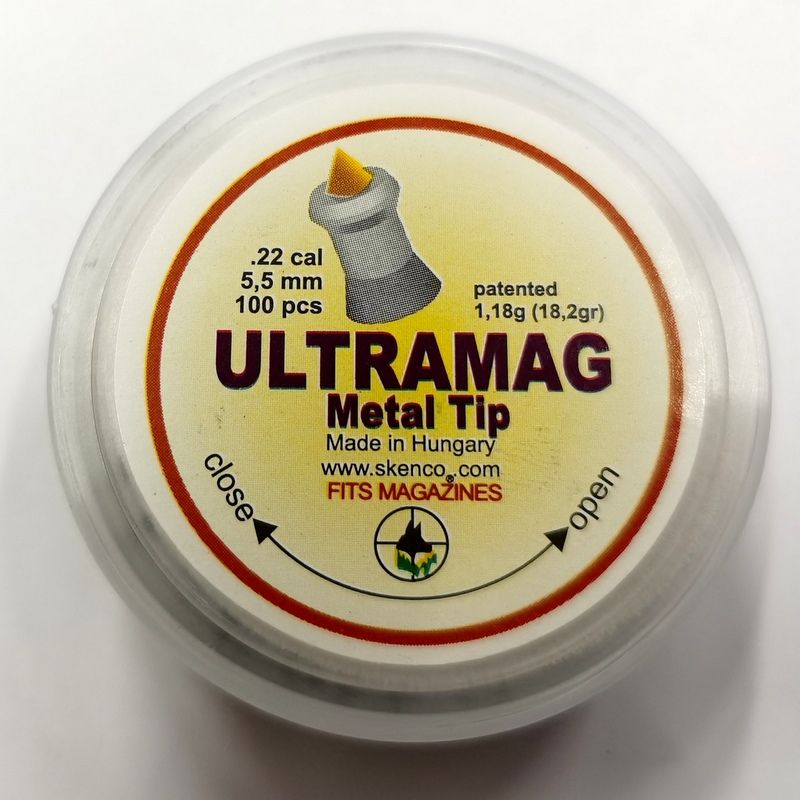 .22 cal
5,5 mm
100 pcs
patented
1,18g (18,2gr)
ULTRAMAG
Metal Tip
Made in Hungary
www.skenco®.com
FITS MAGAZINES
close
open